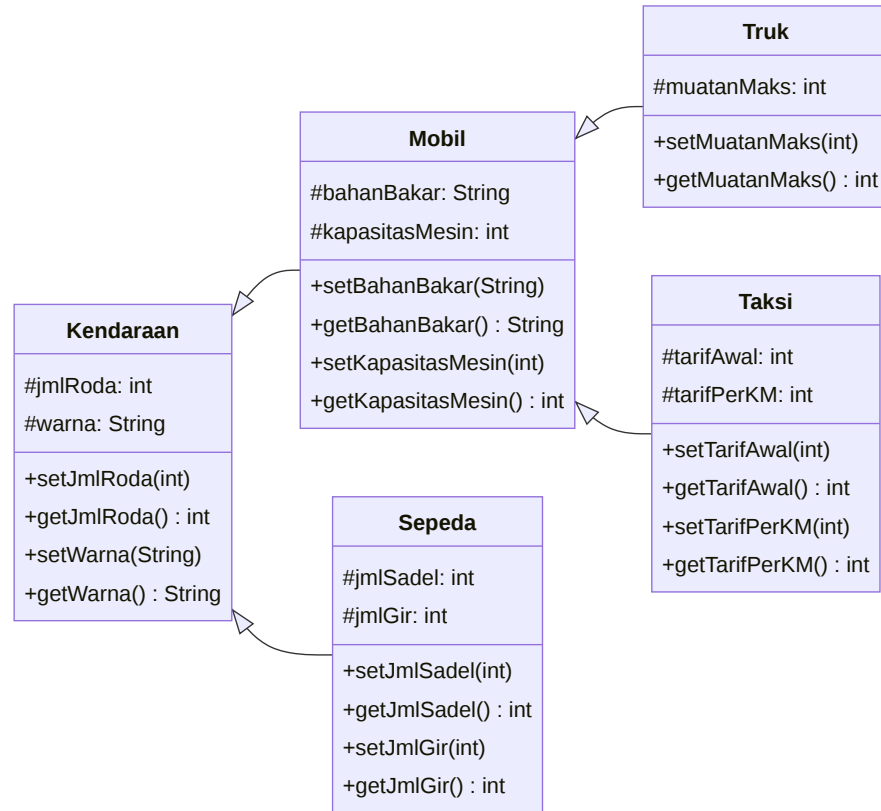 Kendaraan
#jmlRoda: int
#warna: String
+setJmlRoda(int)
+getJmlRoda() : int
+setWarna(String)
+getWarna() : String
Mobil
#bahanBakar: String
#kapasitasMesin: int
+setBahanBakar(String)
+getBahanBakar() : String
+setKapasitasMesin(int)
+getKapasitasMesin() : int
Sepeda
#jmlSadel: int
#jmlGir: int
+setJmlSadel(int)
+getJmlSadel() : int
+setJmlGir(int)
+getJmlGir() : int
Truk
#muatanMaks: int
+setMuatanMaks(int)
+getMuatanMaks() : int
Taksi
#tarifAwal: int
#tarifPerKM: int
+setTarifAwal(int)
+getTarifAwal() : int
+setTarifPerKM(int)
+getTarifPerKM() : int